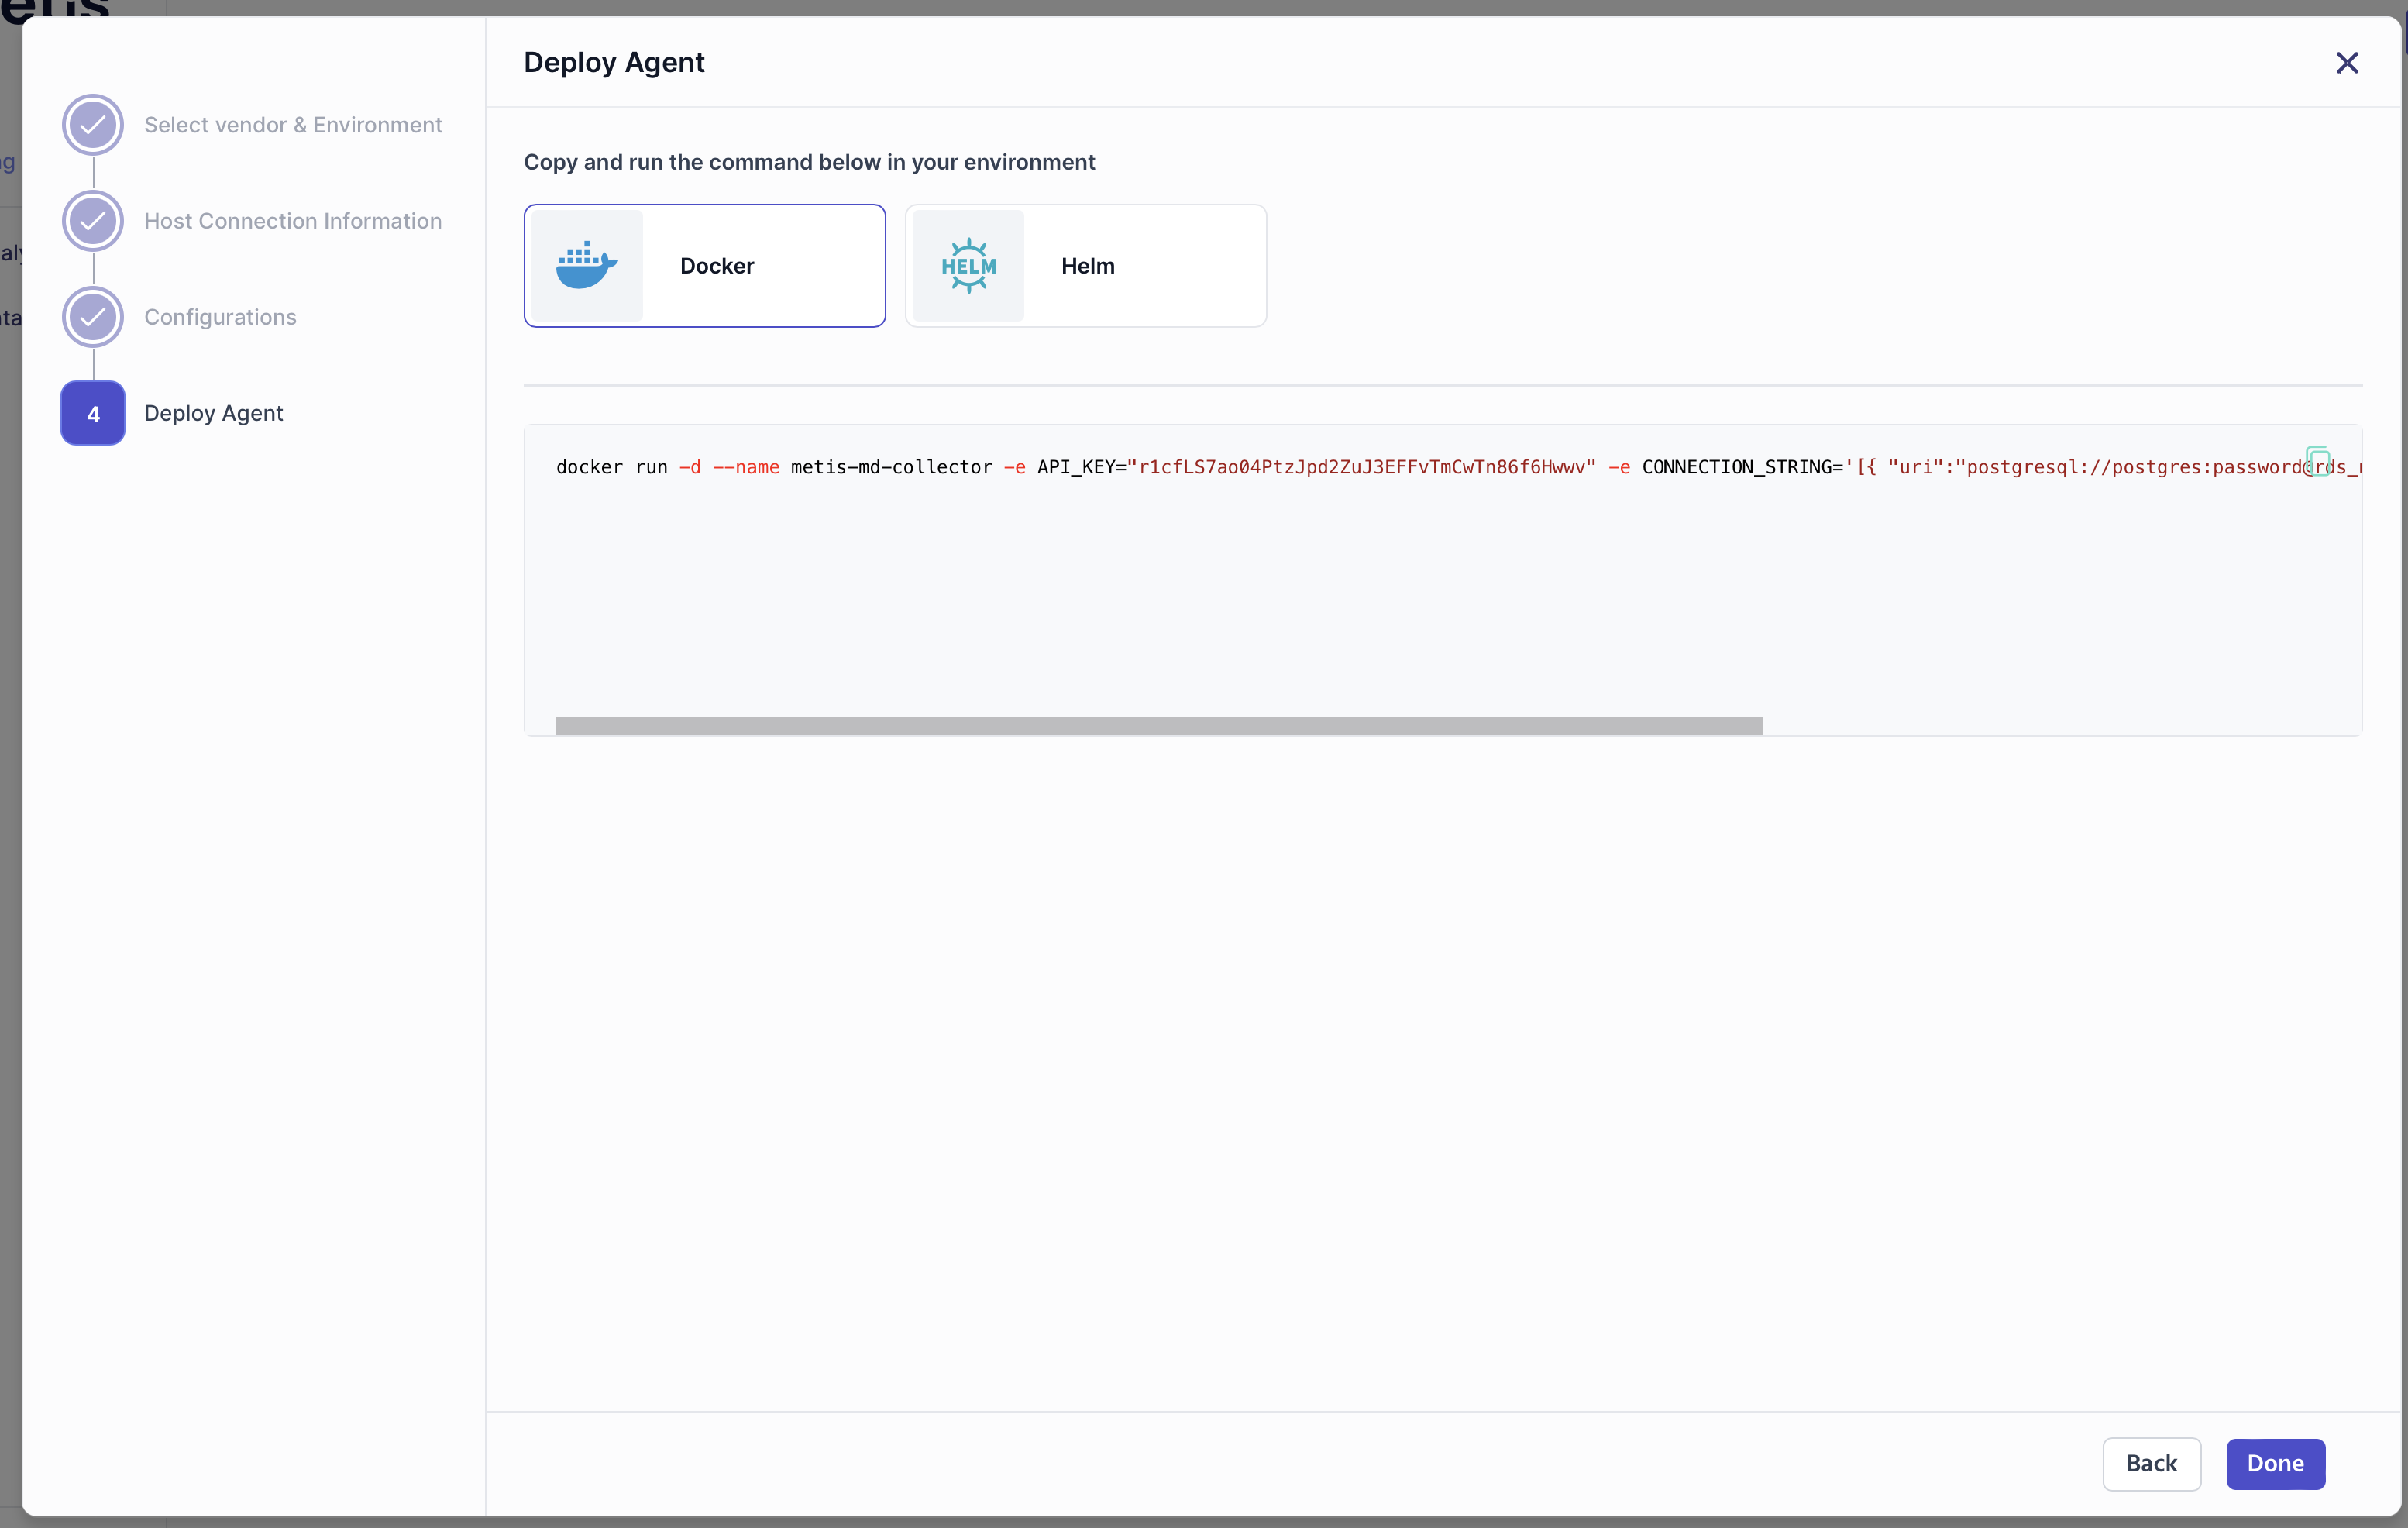 Select vendor & Environment
Host Connection Information
Configurations
4 Deploy Agent
Deploy Agent
Copy and run the command below in your environment
Docker
HELM Helm
docker run -d --name metis-md-collector -e API_KEY="r1cfLS7ao04PtzJpd2ZuJ3EFFvTmCwTn86f6Hwwv" -e CONNECTION_STRING='[{ "uri":"postgresql://postgres:password@rds_
Back Done